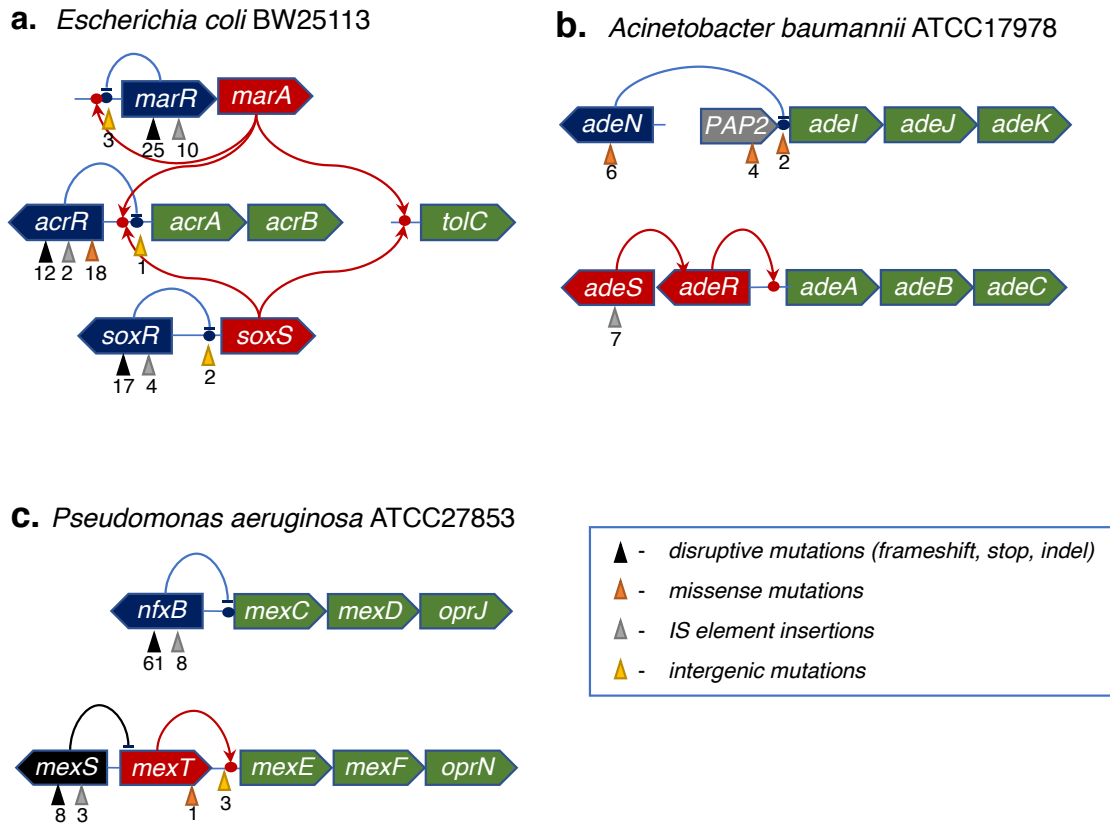 a. Escherichia coli BW25113
marR marA
3 25 10
acrR acrA acrB tolC
12 2 18 1
soxR soxS
17 4 2
b. Acinetobacter baumannii ATCC17978
adeN PAP2 adeI adeJ adeK
6 4 2
adeS adeR adeA adeB adeC
7
c. Pseudomonas aeruginosa ATCC27853
nfxB mexC mexD oprJ
61 8
mexS mexT mexE mexF oprN
8 3 1 3
- disruptive mutations (frameshift, stop, indel)
- missense mutations
- IS element insertions
- intergenic mutations